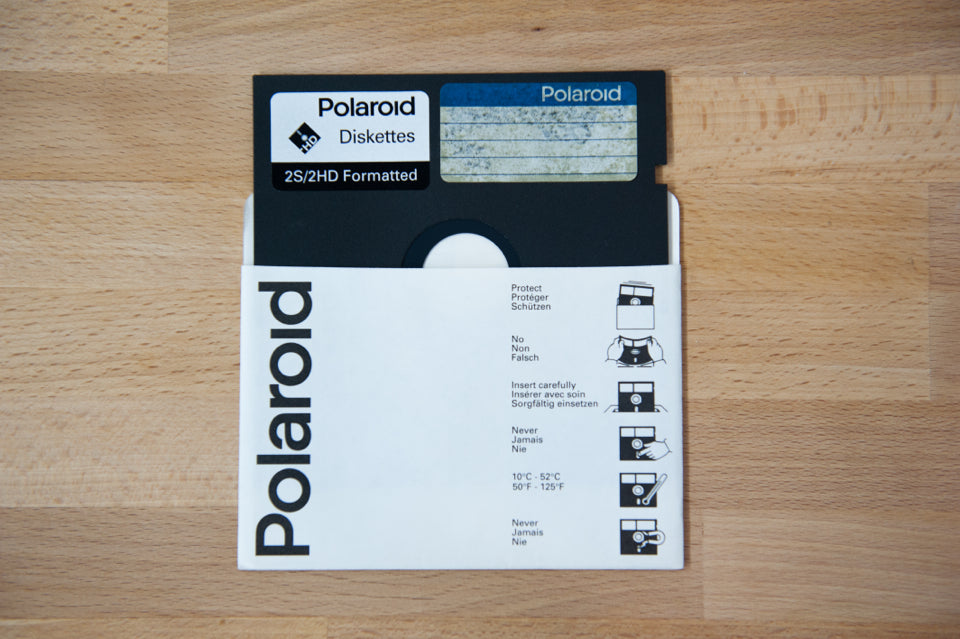 Polaroid
HD
Diskettes
2S/2HD Formatted
Polaroid
Polaroid
Protect
Protéger
Schützen
No
Non
Falsch
Insert carefully
Insérer avec soin
Sorgfältig einsetzen
Never
Jamais
Nie
10°C - 52°C
50°F - 125°F
Never
Jamais
Nie